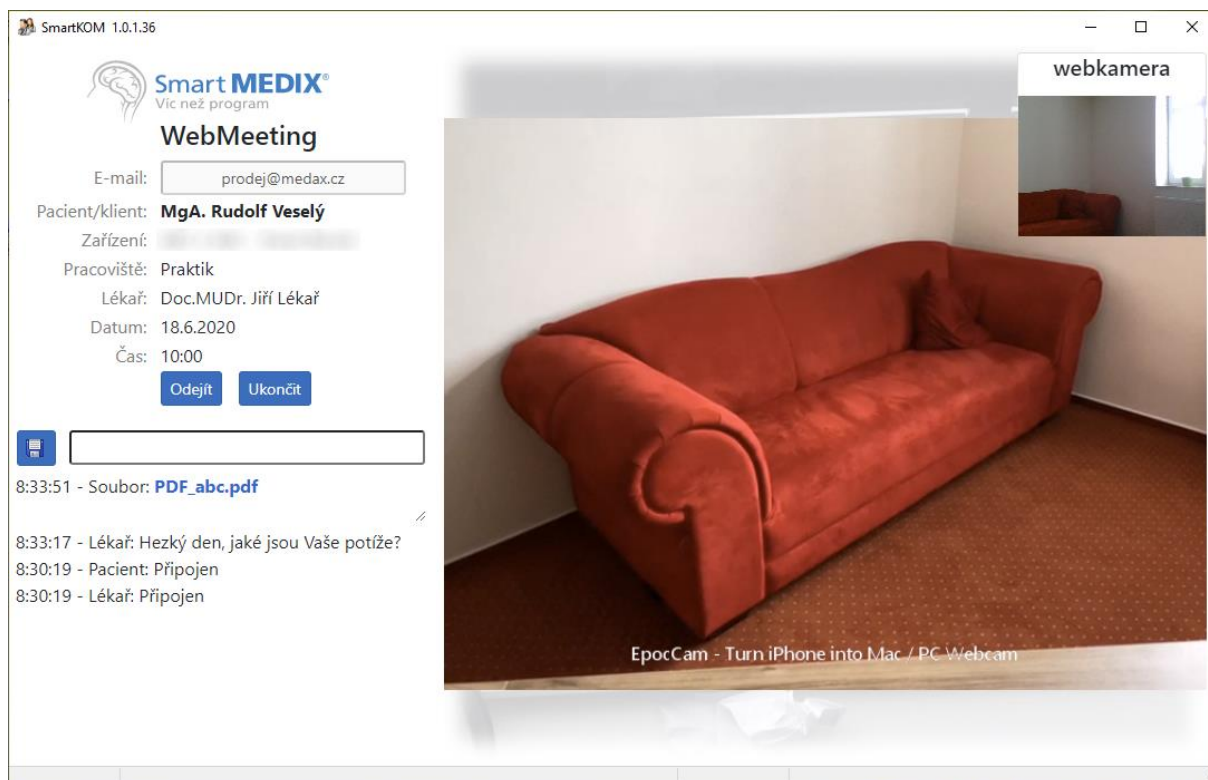 SmartKOM 1.0.1.36
Smart MEDIX®
Víc než program
WebMeeting
E-mail: prodej@medax.cz
Pacient/klient: MgA. Rudolf Veselý
Zařízení:
Pracoviště: Praktik
Lékař: Doc.MUDr. Jiří Lékař
Datum: 18.6.2020
Čas: 10:00
Odejít Ukončit
8:33:51 - Soubor: PDF_abc.pdf
8:33:17 - Lékař: Hezký den, jaké jsou Vaše potíže?
8:30:19 - Pacient: Připojen
8:30:19 - Lékař: Připojen
webkamera
EpocCam - Turn iPhone into Mac / PC Webcam